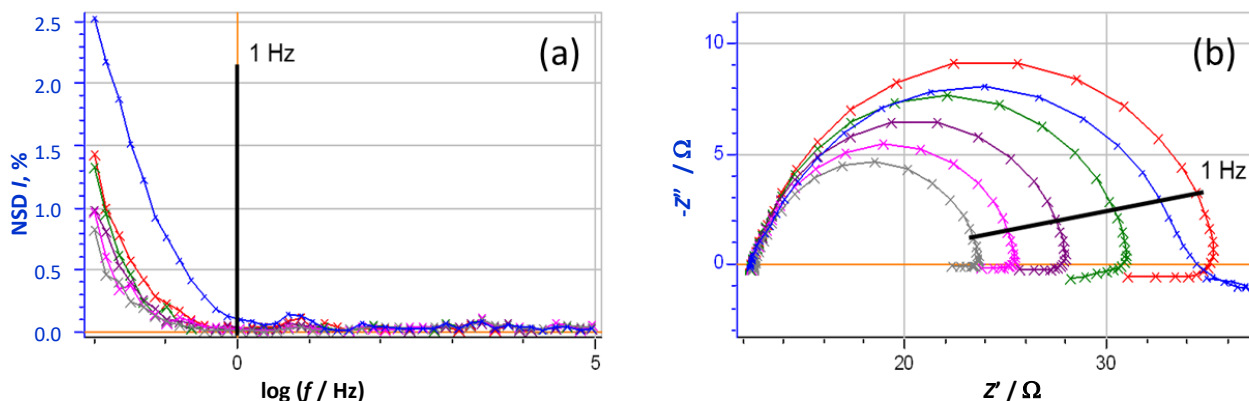 2.5
2.0
1.5
1.0
0.5
0.0
NSD I, %
1 Hz
(a)
0
5
log (f / Hz)
10
5
0
-Z″ / Ω
(b)
1 Hz
20
30
Z' / Ω